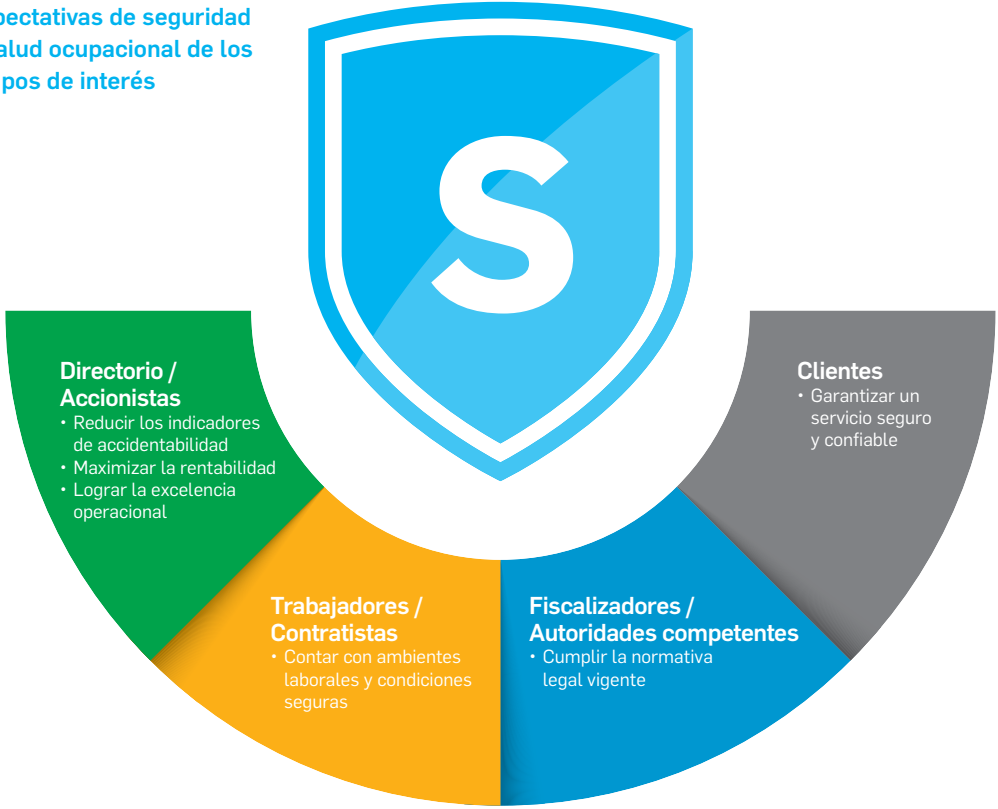 pectativas de seguridad
alud ocupacional de los
pos de interés
S
Directorio /
Accionistas
• Reducir los indicadores
de accidentabilidad
• Maximizar la rentabilidad
• Lograr la excelencia
operacional
Trabajadores /
Contratistas
• Contar con ambientes
laborales y condiciones
seguras
Fiscalizadores /
Autoridades competentes
• Cumplir la normativa
legal vigente
Clientes
• Garantizar un
servicio seguro
y confiable